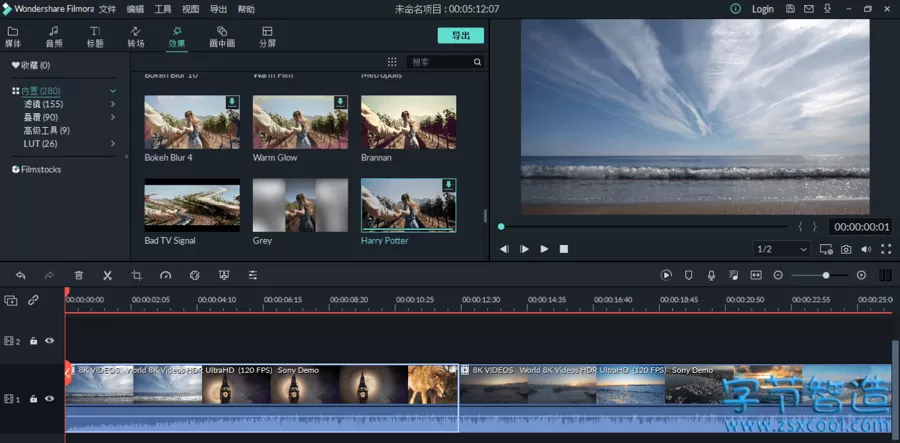 Wondershare Filmora 文件 编辑 工具 视图 导出 帮助 未命名项目 : 00:05:12:07 Login
媒体 音频 标题 转场 效果 画中画 分屏 导出
收藏 (0)
搜索
Bokeh Blur 10 Warm Film Metropolis
内置 (280)
滤镜 (155)
叠覆 (90)
高级工具 (9)
LUT (26)
Filmstocks
Bokeh Blur 4 Warm Glow Brannan
Bad TV Signal Grey Harry Potter
00:00:00:01
1/2
00:00:00:00 00:00:02:05 00:00:04:10 00:00:06:15 00:00:08:20 00:00:10:25 00:00:12:30 00:00:14:35 00:00:16:40 00:00:18:45 00:00:20:50 00:00:22:55 00:00:25:0
2
8K VIDEOS World 8K Videos HDR UltraHD (120 FPS) Sony Demo
8K VIDEOS World 8K Videos HDR UltraHD (120 FPS) Sony Demo
1
字节智造
www.zsxcool.com